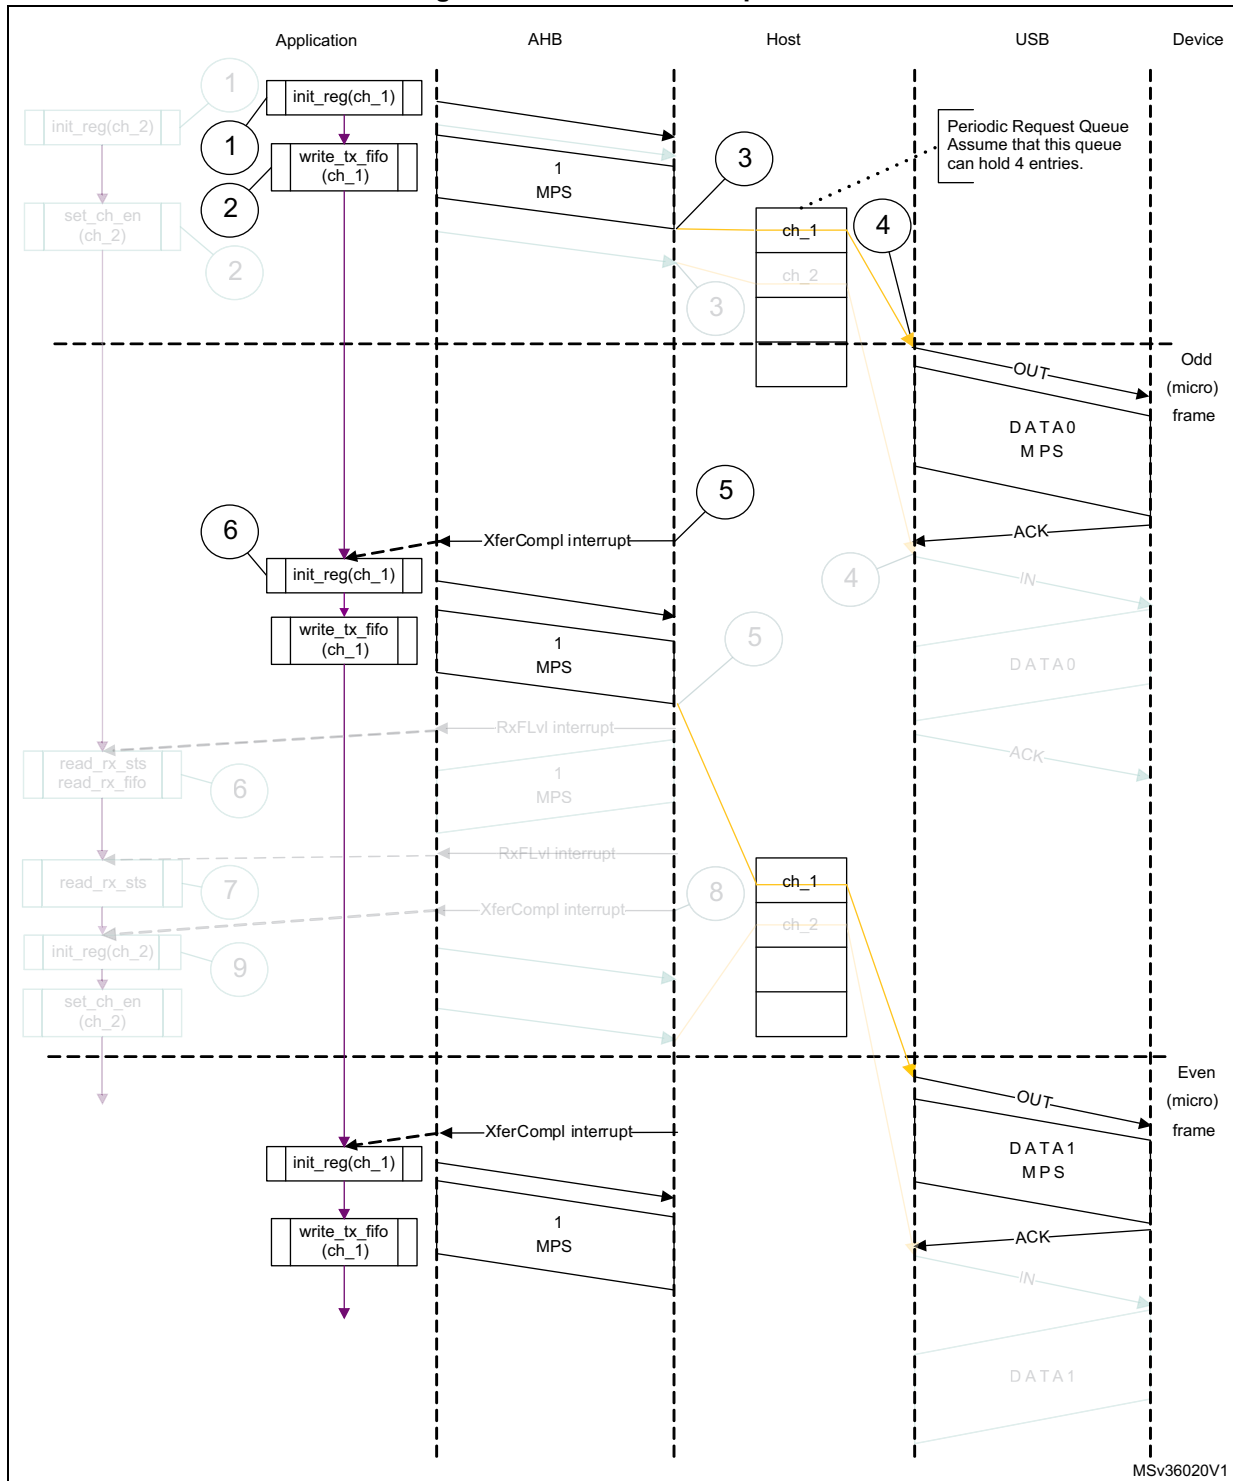 Application
AHB
Host
USB
Device
1
init_reg(ch_1)
init_reg(ch_2)
1
Periodic Request Queue
Assume that this queue
can hold 4 entries.
write_tx_fifo
(ch_1)
1
MPS
3
2
set_ch_en
(ch_2)
2
ch_1
4
ch_2
3
Odd
(micro)
frame
OUT
DATA0
MPS
5
6
XferCompl interrupt
ACK
init_reg(ch_1)
4
IN
write_tx_fifo
(ch_1)
1
MPS
5
DATA0
RxFLvl interrupt
ACK
read_rx_sts
read_rx_fifo
6
1
MPS
RxFLvl interrupt
read_rx_sts
7
8
ch_1
XferCompl interrupt
ch_2
init_reg(ch_2)
9
set_ch_en
(ch_2)
Even
(micro)
frame
OUT
XferCompl interrupt
DATA1
MPS
init_reg(ch_1)
write_tx_fifo
(ch_1)
1
MPS
ACK
IN
DATA1
MSv36020V1